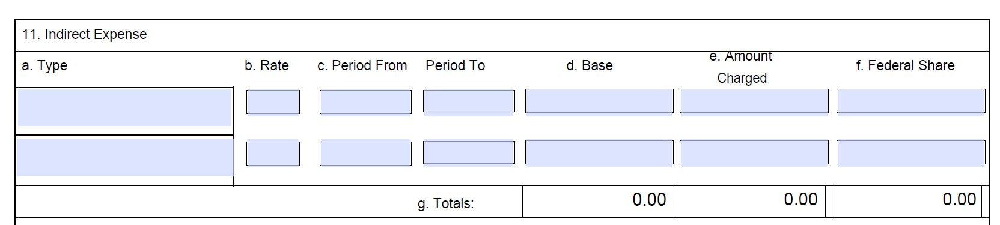 11. Indirect Expense
a. Type b. Rate c. Period From Period To d. Base e. Amount Charged f. Federal Share
g. Totals: 0.00 0.00 0.00